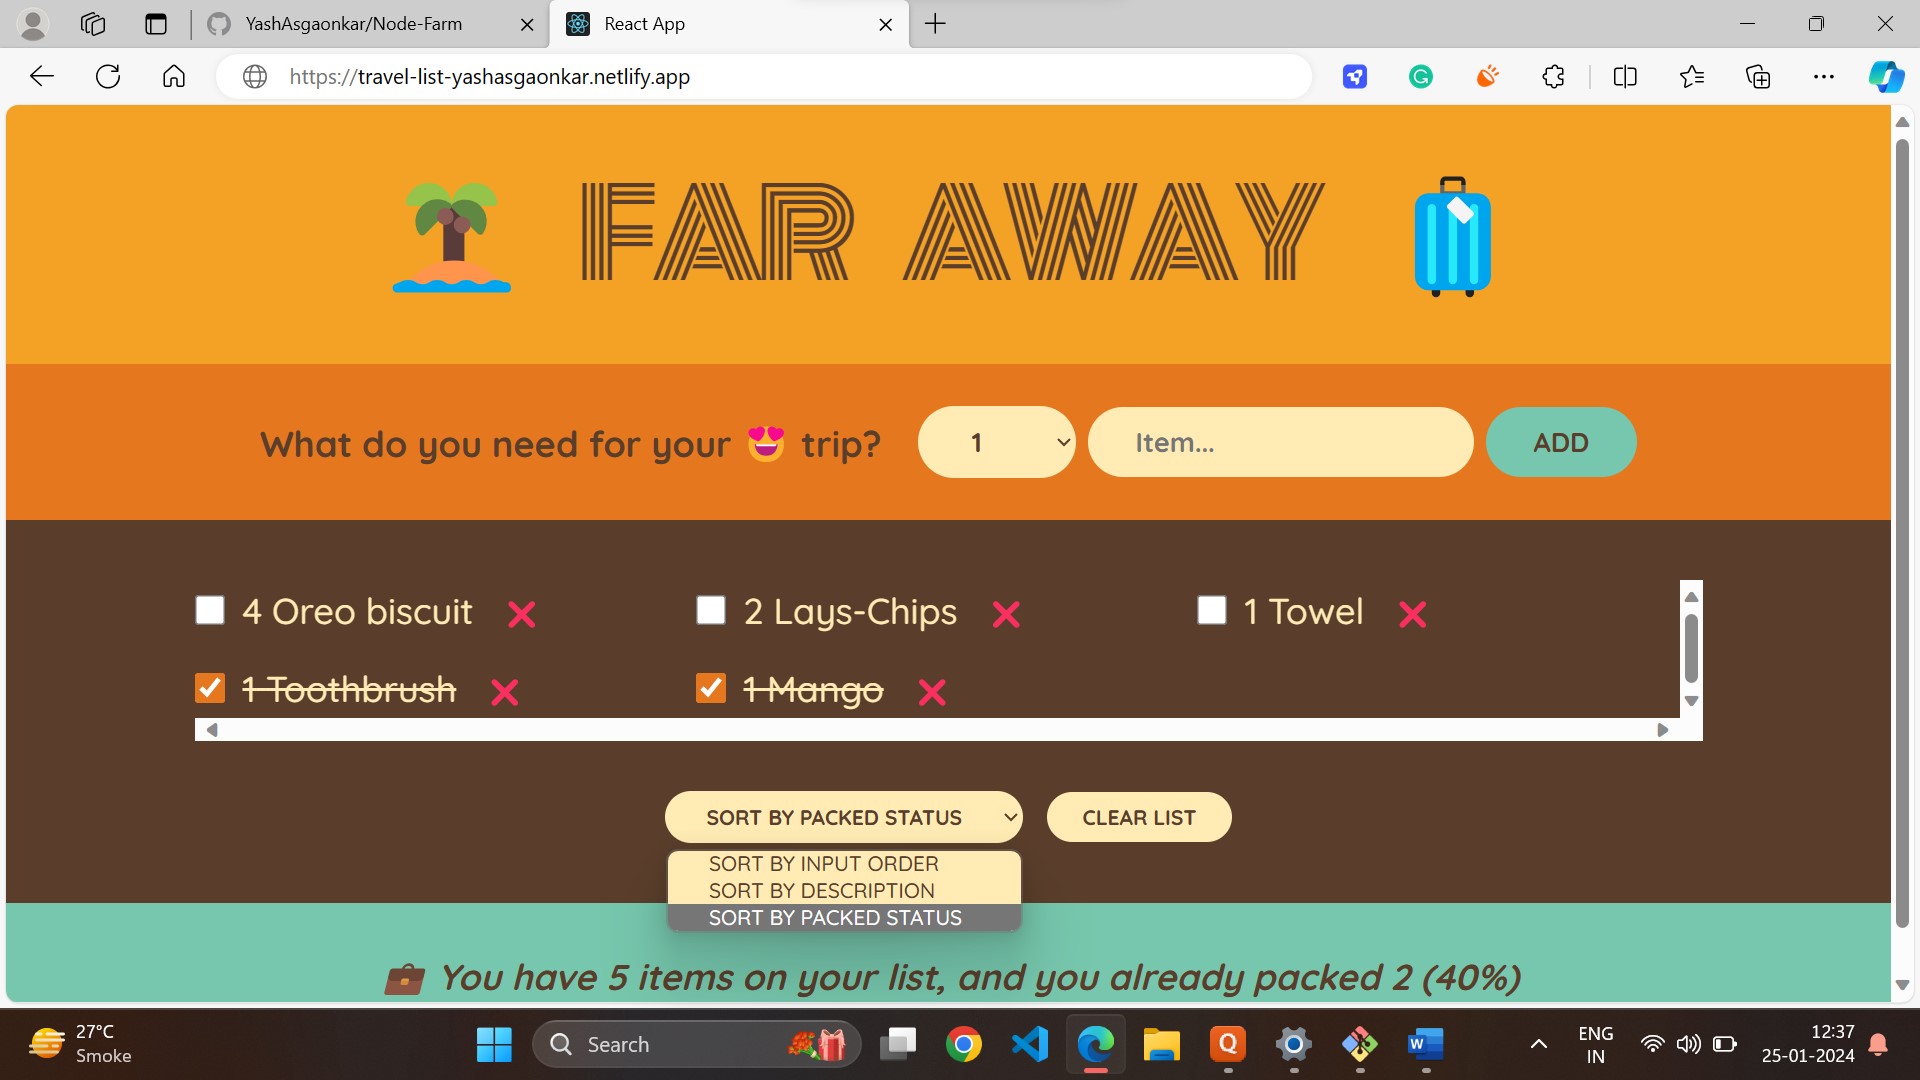 YashAsgaonkar/Node-Farm
React App
https://travel-list-yashasgaonkar.netlify.app
FAR AWAY
What do you need for your 😍 trip?
1
Item...
ADD
4 Oreo biscuit
2 Lays-Chips
1 Towel
1 Toothbrush
1 Mango
SORT BY PACKED STATUS
CLEAR LIST
SORT BY INPUT ORDER
SORT BY DESCRIPTION
SORT BY PACKED STATUS
💼 You have 5 items on your list, and you already packed 2 (40%)
27°C
Smoke
Search
ENG
IN
12:37
25-01-2024